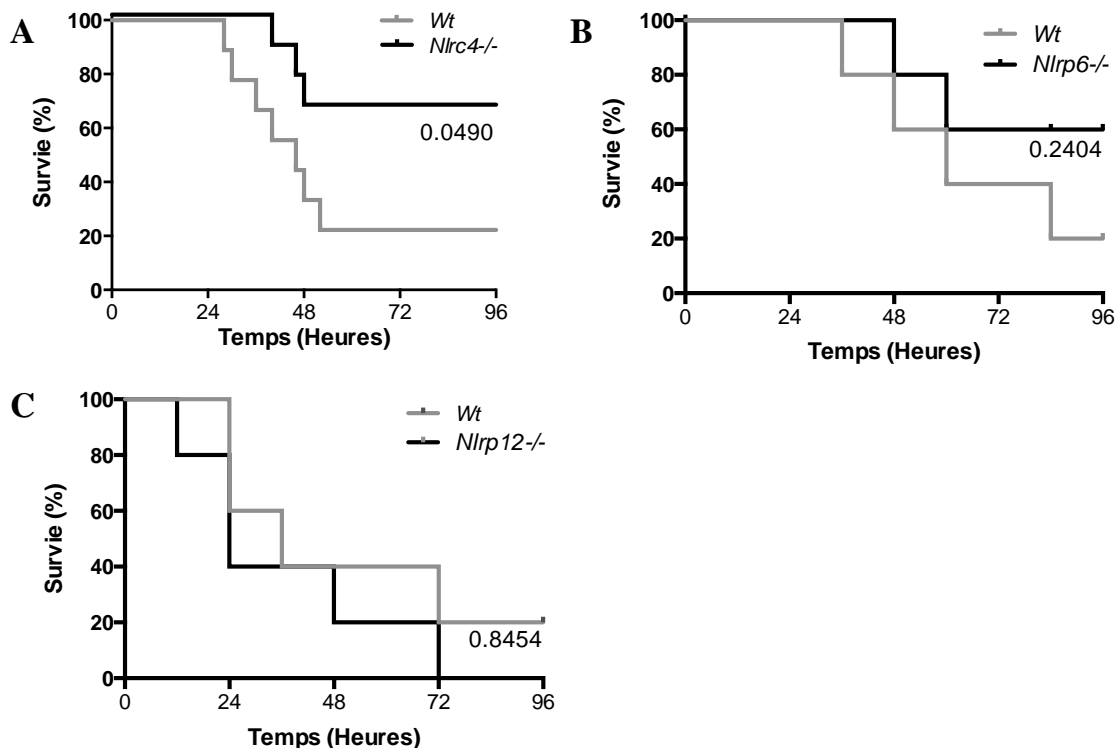 A
Wt
Nlrc4-/-
100
80
60
40
20
0
Survie (%)
0.0490
0 24 48 72 96
Temps (Heures)
B
Wt
Nlrp6-/-
100
80
60
40
20
0
Survie (%)
0.2404
0 24 48 72 96
Temps (Heures)
C
Wt
Nlrp12-/-
100
80
60
40
20
0
Survie (%)
0.8454
0 24 48 72 96
Temps (Heures)